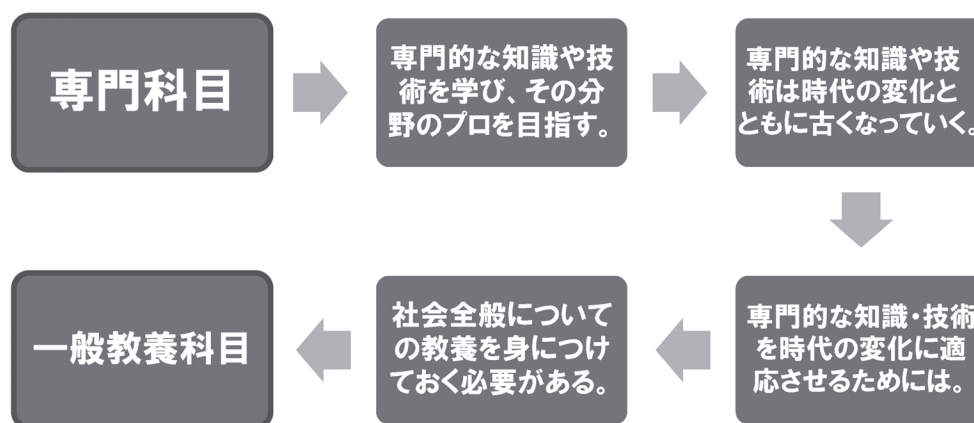 専門科目
専門的な知識や技
術を学び、その分
野のプロを目指す。
専門的な知識や技
術は時代の変化と
ともに古くなっていく。
専門的な知識・技術
を時代の変化に適
応させるためには。
社会全般について
の教養を身につけ
ておく必要がある。
一般教養科目